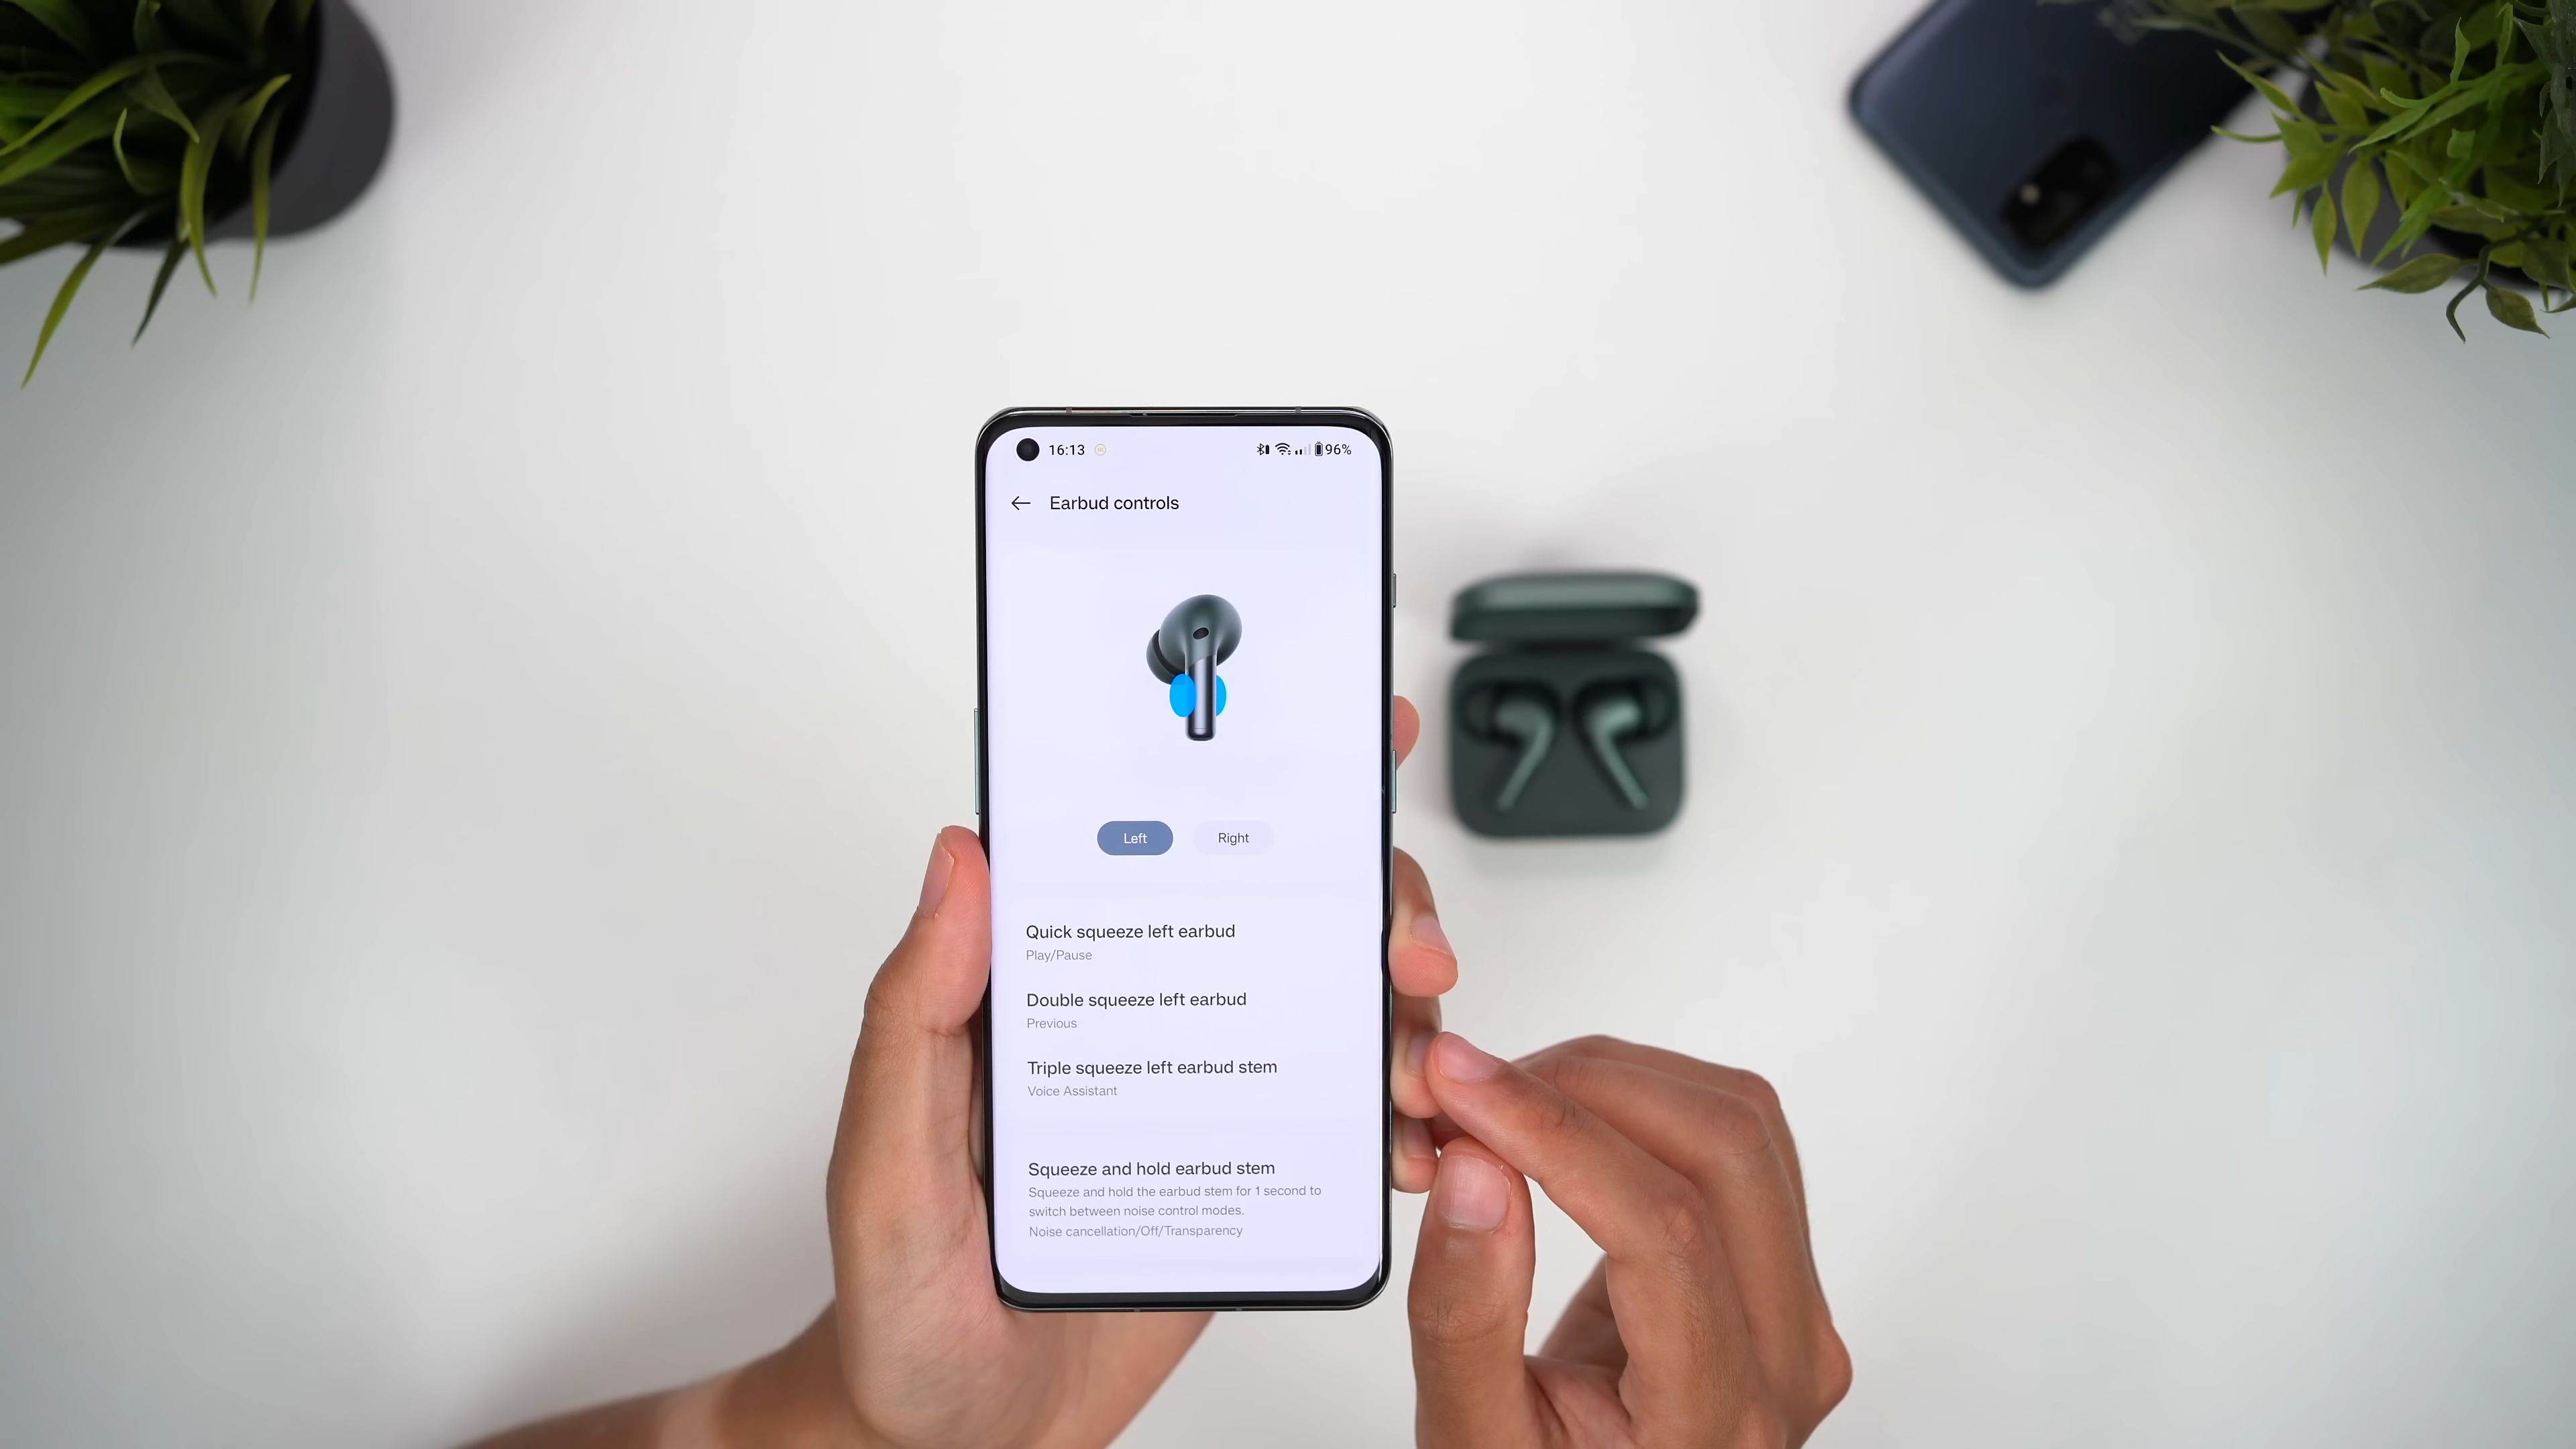 16:13 96%
Earbud controls
Left Right
Quick squeeze left earbud
Play/Pause
Double squeeze left earbud
Previous
Triple squeeze left earbud stem
Voice Assistant
Squeeze and hold earbud stem
Squeeze and hold the earbud stem for 1 second to
switch between noise control modes.
Noise cancellation/Off/Transparency